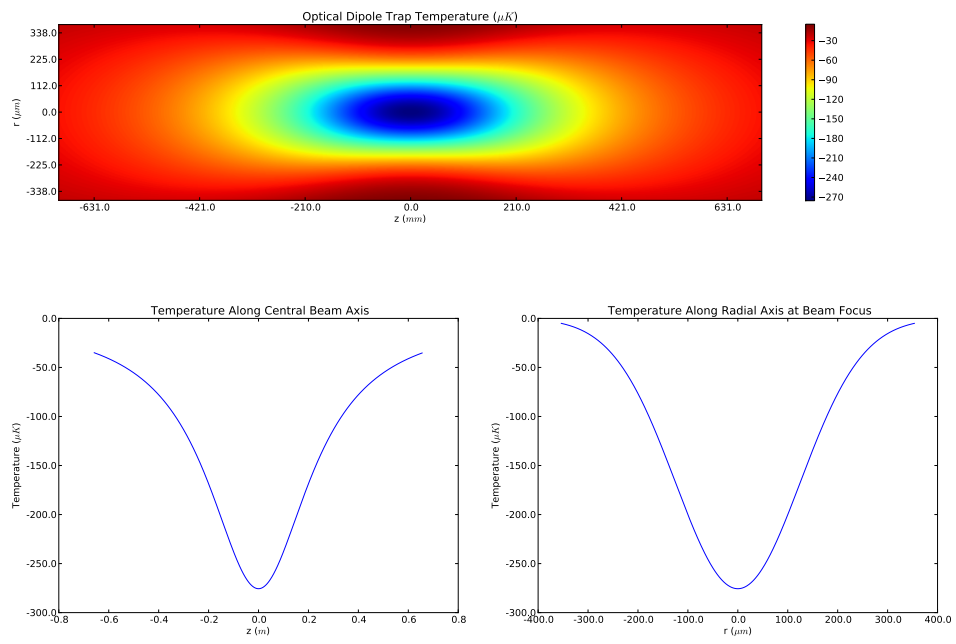 Optical Dipole Trap Temperature (μK)
338.0
225.0
112.0
0.0
-112.0
-225.0
-338.0
r (μm)
-631.0 -421.0 -210.0 0.0 210.0 421.0 631.0
z (mm)
−30
−60
−90
−120
−150
−180
−210
−240
−270
Temperature Along Central Beam Axis
0.0
-50.0
-100.0
-150.0
-200.0
-250.0
-300.0
Temperature (μK)
-0.8 -0.6 -0.4 -0.2 0.0 0.2 0.4 0.6 0.8
z (m)
Temperature Along Radial Axis at Beam Focus
0.0
-50.0
-100.0
-150.0
-200.0
-250.0
-300.0
Temperature (μK)
-400.0 -300.0 -200.0 -100.0 0.0 100.0 200.0 300.0 400.0
r (μm)